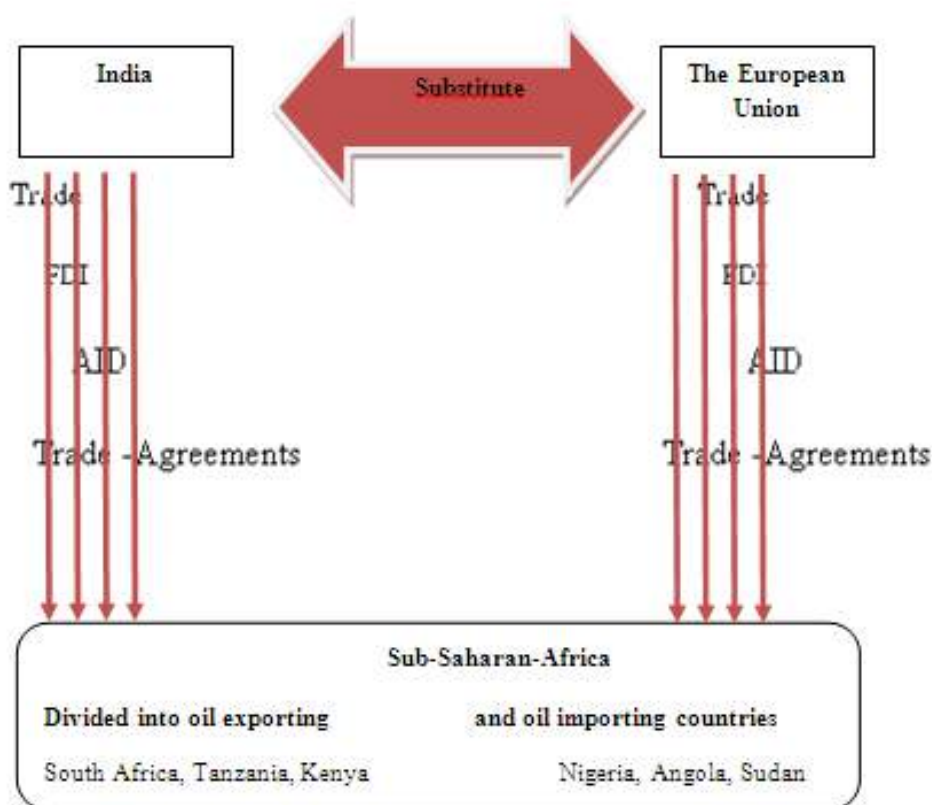 India
Substitute
The European
Union
Trade
Trade
FDI
FDI
AID
AID
Trade -Agreements
Trade -Agreements
Sub-Saharan-Africa
Divided into oil exporting and oil importing countries
South Africa, Tanzania, Kenya Nigeria, Angola, Sudan